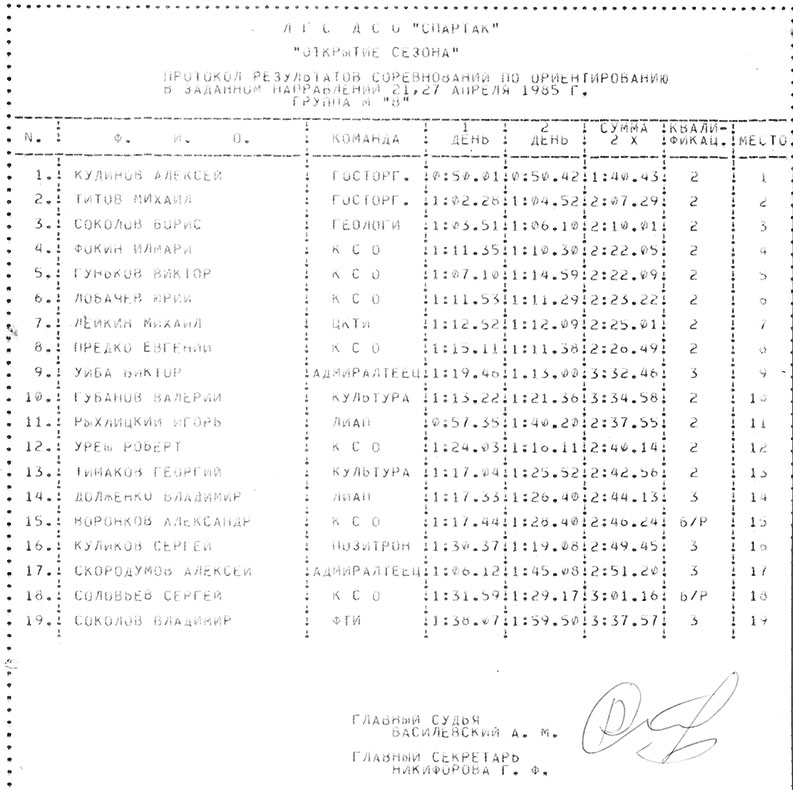 ЛГС ДСО "СПАРТАК"
"ОТКРЫТИЕ СЕЗОНА"
ПРОТОКОЛ РЕЗУЛЬТАТОВ СОРЕВНОВАНИЙ ПО ОРИЕНТИРОВАНИЮ
В ЗАДАННОМ НАПРАВЛЕНИИ 21,27 АПРЕЛЯ 1985 Г.
ГРУППА М "В"
N. Ф. И. О. КОМАНДА 1 ДЕНЬ 2 ДЕНЬ СУММА 2 Х КВАЛИФИКАЦ. МЕСТО
1. КУДИНОВ АЛЕКСЕЙ ГОСТОРГ. 0:50.01 0:50.42 1:40.43 2 1
2. ТИТОВ МИХАИЛ ГОСТОРГ. 1:02.28 1:04.52 2:07.29 2 2
3. СОКОЛОВ БОРИС ГЕОЛОГИ 1:03.51 1:06.10 2:10.01 2 3
4. ФОКИН ИЛМАРИ К С О 1:11.35 1:10.30 2:22.05 2 4
5. ГУНЬКОВ ВИКТОР К С О 1:07.10 1:14.59 2:22.09 2 5
6. ЛОБАЧЕВ ЮРИЙ К С О 1:11.53 1:11.29 2:23.22 2 6
7. ЛЕЙКИН МИХАИЛ ЦКТИ 1:12.52 1:12.09 2:25.01 2 7
8. ПРЕДКО ЕВГЕНИЙ К С О 1:15.11 1:11.38 2:26.49 2 8
9. УЙБА ВИКТОР АДМИРАЛТЕЕЦ 1:19.46 1.13.00 3:32.46 3 9
10. ГУБАНОВ ВАЛЕРИЙ КУЛЬТУРА 1:13.22 1:21.36 3:34.58 2 10
11. РЫХЛИЦКИЙ ИГОРЬ ЛИАП 0:57.35 1:40.20 2:37.55 2 11
12. УРЕШ РОБЕРТ К С О 1:24.03 1:16.11 2:40.14 2 12
13. ТИМАКОВ ГЕОРГИЙ КУЛЬТУРА 1:17.04 1:25.52 2:42.56 2 13
14. ДОЛЖЕНКО ВЛАДИМИР ЛИАП 1:17.33 1:26.40 2:44.13 3 14
15. ВОРОНКОВ АЛЕКСАНДР К С О 1:17.44 1:28.40 2:46.24 Б/Р 15
16. КУЛИКОВ СЕРГЕЙ ПОЗИТРОН 1:30.37 1:19.08 2:49.45 3 16
17. СКОРОДУМОВ АЛЕКСЕЙ АДМИРАЛТЕЕЦ 1:06.12 1:45.08 2:51.20 3 17
18. СОЛОВЬЕВ СЕРГЕЙ К С О 1:31.59 1:29.17 3:01.16 Б/Р 18
19. СОКОЛОВ ВЛАДИМИР ФТИ 1:38.07 1:59.50 3:37.57 3 19
ГЛАВНЫЙ СУДЬЯ
ВАСИЛЕВСКИЙ А. М.
ГЛАВНЫЙ СЕКРЕТАРЬ
НИКИФОРОВА Г. Ф.